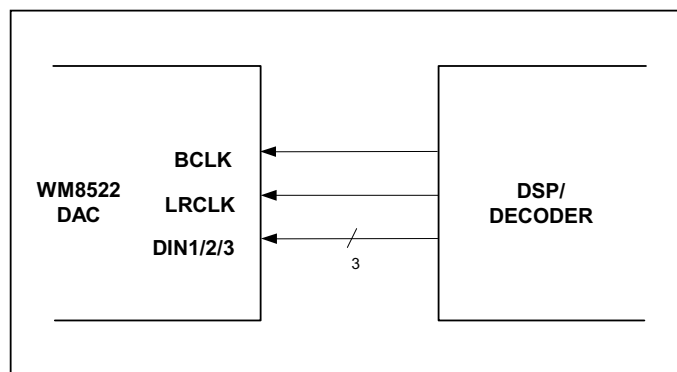 WM8522
DAC
BCLK
LRCLK
DIN1/2/3
3
DSP/
DECODER